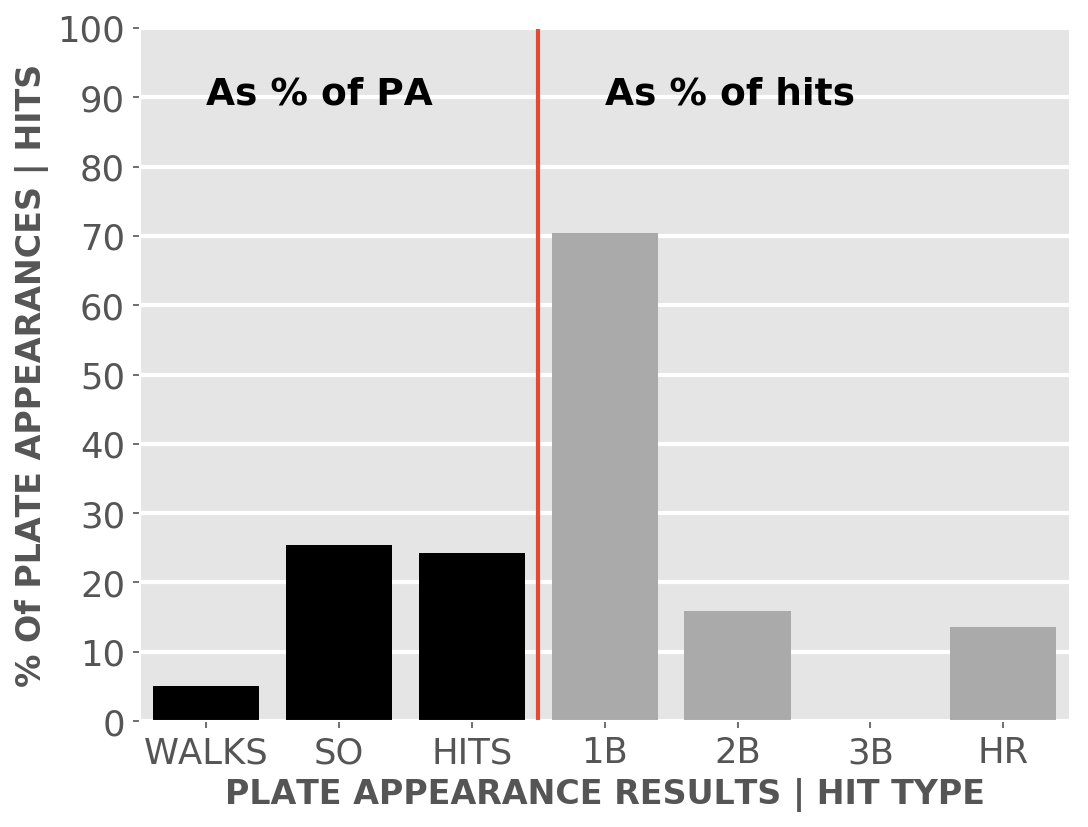 % Of PLATE APPEARANCES | HITS
100
90
80
70
60
50
40
30
20
10
0
As % of PA
As % of hits
WALKS SO HITS 1B 2B 3B HR
PLATE APPEARANCE RESULTS | HIT TYPE